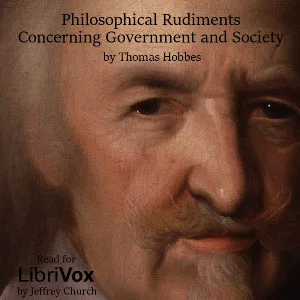 Philosophical Rudiments
Concerning Government and Society
by Thomas Hobbes
Read for
LibriVox
by Jeffrey Church